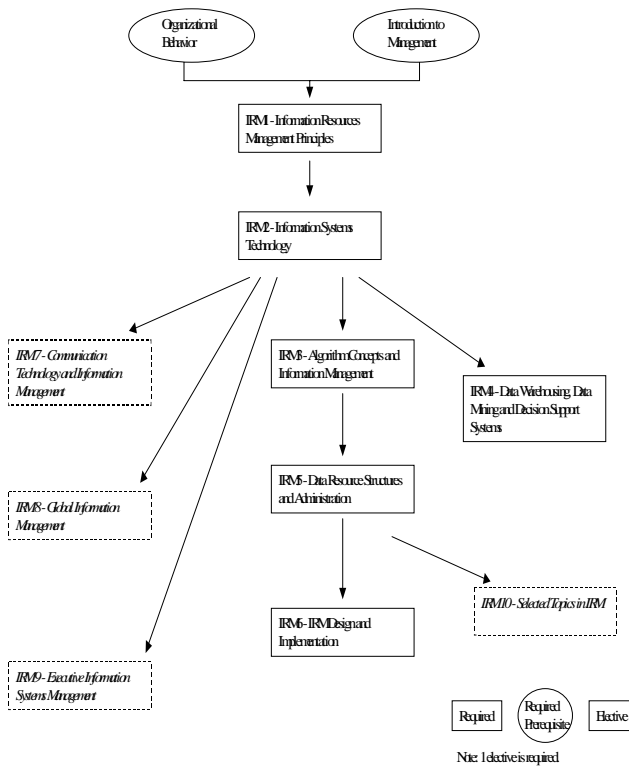 Organizational
Behavior
Introduction to
Management
IRM1 - Information Resources
Management Principles
IRM2 - Information Systems
Technology
IRM7 - Communication
Technology and Information
Management
IRM3 - Algorithm Concepts and
Information Management
IRM4 - Data Warehousing, Data
Mining and Decision Support
Systems
IRM8 - Global Information
Management
IRM5 - Data Resource Structures
and Administration
IRM10 - Selected Topics in IRM
IRM6 - IRM Design and
Implementation
IRM9 - Executive Information
Systems Management
Required
Required
Prerequisite
Elective
Note: 1 elective is required.